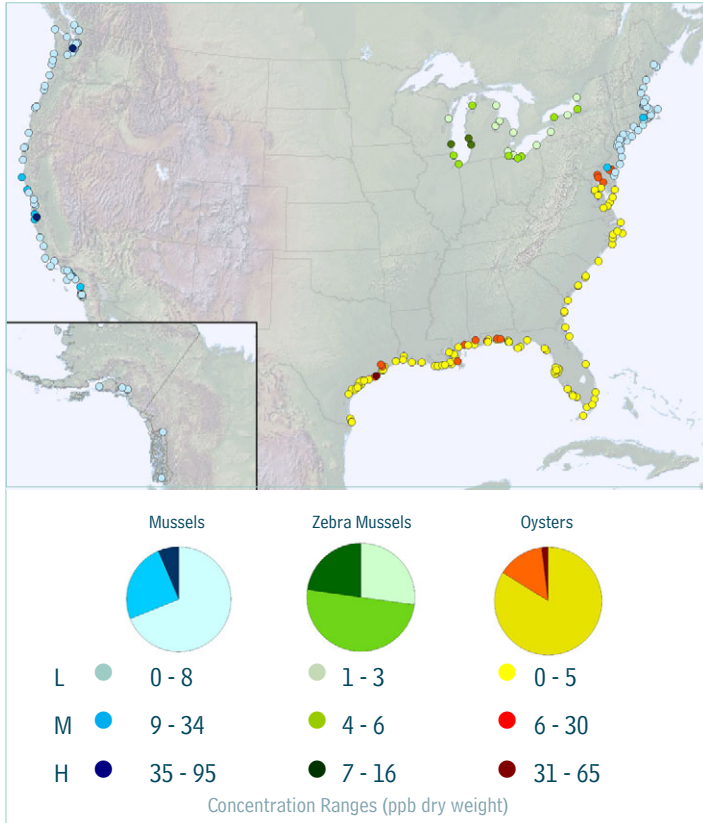 Mussels Zebra Mussels Oysters
L 0 - 8 1 - 3 0 - 5
M 9 - 34 4 - 6 6 - 30
H 35 - 95 7 - 16 31 - 65
Concentration Ranges (ppb dry weight)